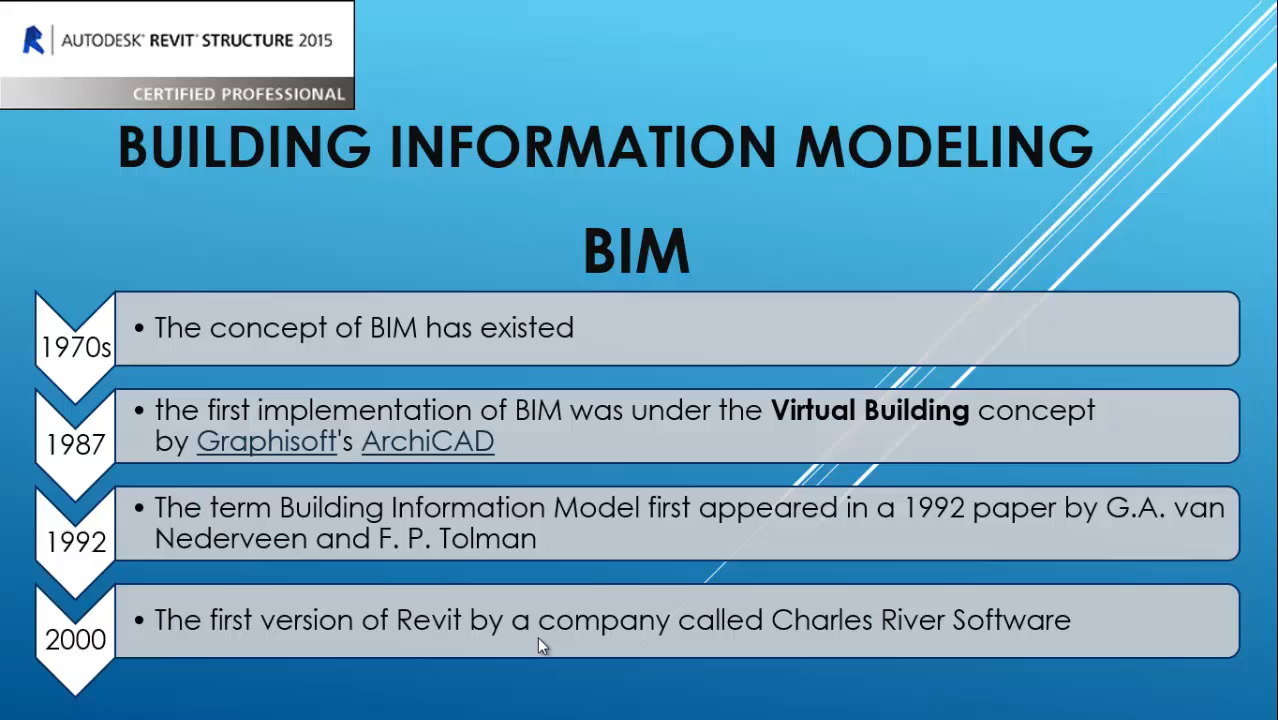 AUTODESK® REVIT® STRUCTURE 2015
CERTIFIED PROFESSIONAL
BUILDING INFORMATION MODELING
BIM
1970s
• The concept of BIM has existed
1987
• the first implementation of BIM was under the Virtual Building concept
by Graphisoft's ArchiCAD
1992
• The term Building Information Model first appeared in a 1992 paper by G.A. van
Nederveen and F. P. Tolman
2000
• The first version of Revit by a company called Charles River Software